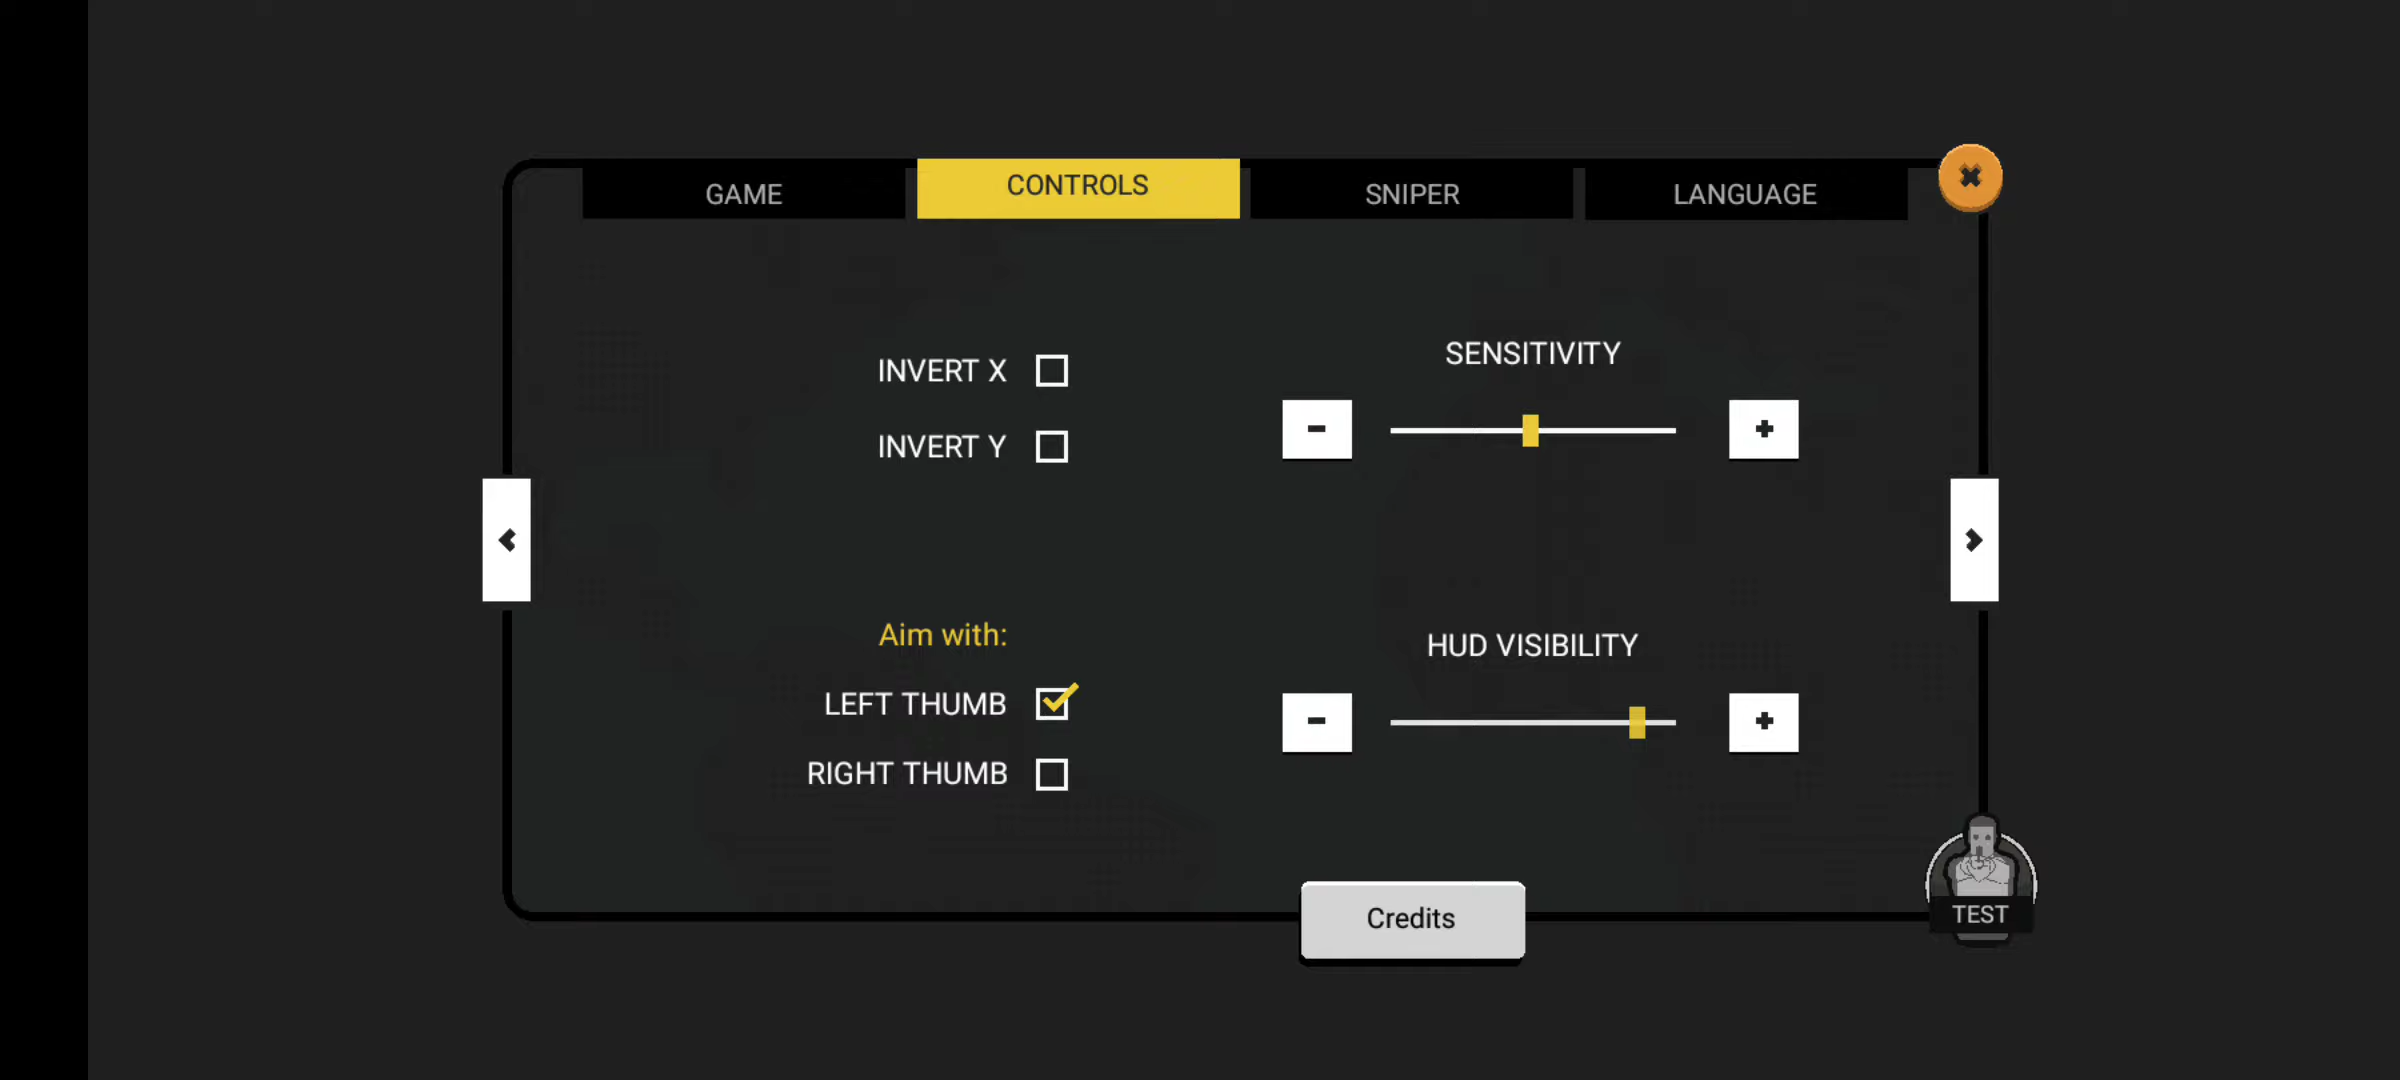 GAME
CONTROLS
SNIPER
LANGUAGE
INVERT X
INVERT Y
SENSITIVITY
-
+
Aim with:
LEFT THUMB
RIGHT THUMB
HUD VISIBILITY
-
+
Credits
TEST